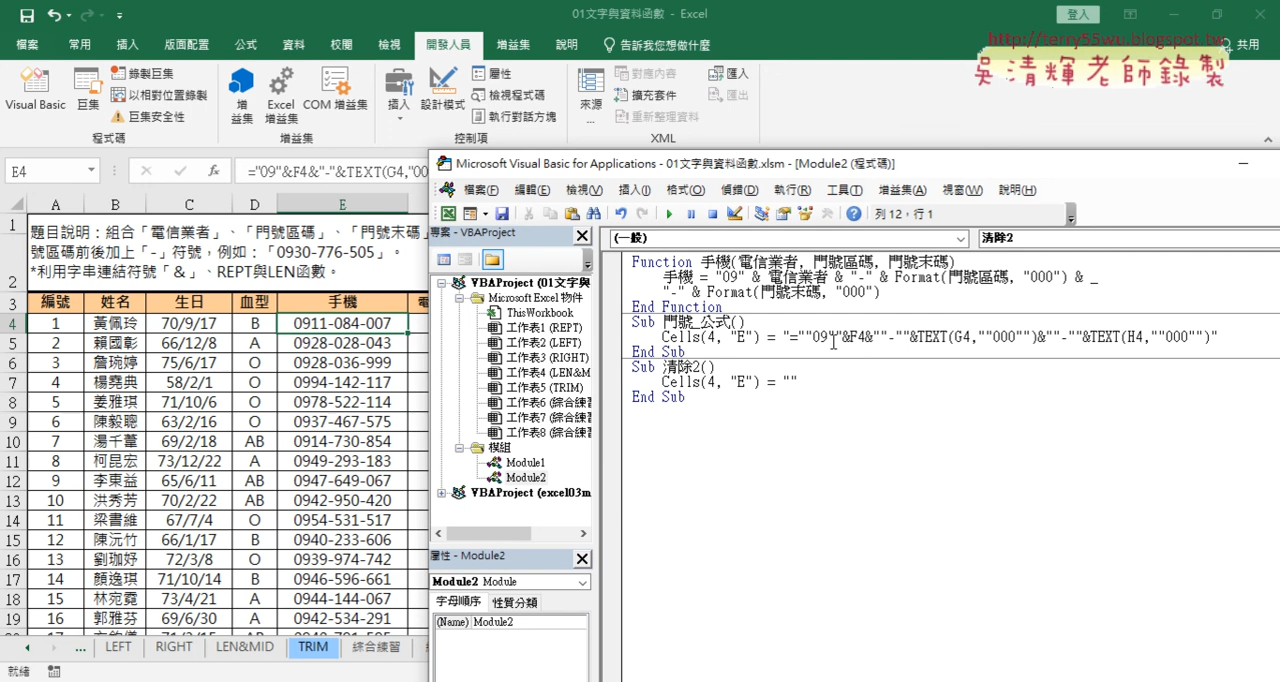 01文字與資料函數 - Excel
登入
檔案 常用 插入 版面配置 公式 資料 校閱 檢視 開發人員 增益集 說明 告訴我您想做什麼 共用
http://terry55wu.blogspot.tw
吳清輝老師錄製
Visual Basic 巨集 錄製巨集 以相對位置錄製 巨集安全性
程式碼
增益集 Excel 增益集 COM 增益集
增益集
插入 設計模式 屬性 檢視程式碼 執行對話方塊
控制項
來源 對應內容 擴充套件 重新整理資料 匯入 匯出
XML
E4
="09"&F4&"-"&TEXT(G4,"00
A B C D E
題目說明：組合「電信業者」、「門號區碼」、「門號末碼」
號區碼前後加上「-」符號，例如：「0930-776-505」。
*利用字串連結符號「&」、REPT與LEN函數。
3 編號 姓名 生日 血型 手機
4 1 黃佩玲 70/9/17 B 0911-084-007
5 2 賴國彰 66/12/8 A 0928-028-043
6 3 詹琬婷 75/6/17 O 0928-036-999
7 4 楊堯典 58/2/1 O 0994-142-117
8 5 姜雅琪 71/10/6 O 0978-522-114
9 6 陳毅聰 63/2/16 O 0937-467-575
10 7 湯千葦 69/2/18 AB 0914-730-854
11 8 柯昆宏 73/12/22 A 0949-293-183
12 9 李東益 65/6/11 AB 0947-649-067
13 10 洪秀芳 70/2/22 AB 0942-950-420
14 11 梁書維 67/7/4 O 0954-531-517
15 12 陳沅竹 66/1/17 B 0940-233-606
16 13 劉珈妤 72/3/8 O 0939-974-742
17 14 顏逸琪 71/10/14 B 0946-596-661
18 15 林宛霓 73/4/21 A 0944-144-067
19 16 郭雅芬 69/6/30 A 0942-534-291
... LEFT RIGHT LEN&MID TRIM 綜合練習
就緒
Microsoft Visual Basic for Applications - 01文字與資料函數.xlsm - [Module2 (程式碼)]
檔案(F) 編輯(E) 檢視(V) 插入(I) 格式(O) 偵錯(D) 執行(R) 工具(T) 增益集(A) 視窗(W) 說明(H)
列 12，行 1
專案 - VBAProject
VBAProject (01文字與
Microsoft Excel 物件
ThisWorkbook
工作表1 (REPT)
工作表2 (LEFT)
工作表3 (RIGHT)
工作表4 (LEN&M
工作表5 (TRIM)
工作表6 (綜合練習
工作表7 (綜合練習
工作表8 (綜合練習
模組
Module1
Module2
VBAProject (excel03m
屬性 - Module2
Module2 Module
字母順序 性質分類
(Name) Module2
(一般) 清除2
Function 手機(電信業者, 門號區碼, 門號末碼)
手機 = "09" & 電信業者 & "-" & Format(門號區碼, "000") & _
"-" & Format(門號末碼, "000")
End Function
Sub 門號_公式()
Cells(4, "E") = "=""09""&F4&""-""&TEXT(G4,""000"")&""-""&TEXT(H4,""000"")"
End Sub
Sub 清除2()
Cells(4, "E") = ""
End Sub